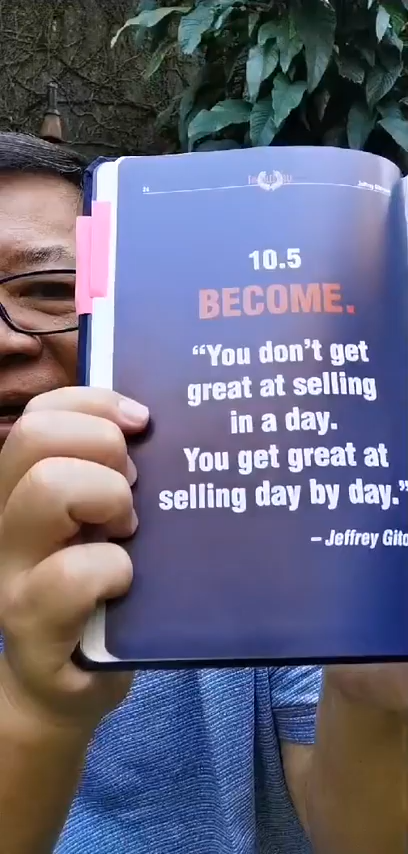 10.5
BECOME.
“You don’t get
great at selling
in a day.
You get great at
selling day by day.”
– Jeffrey Gito